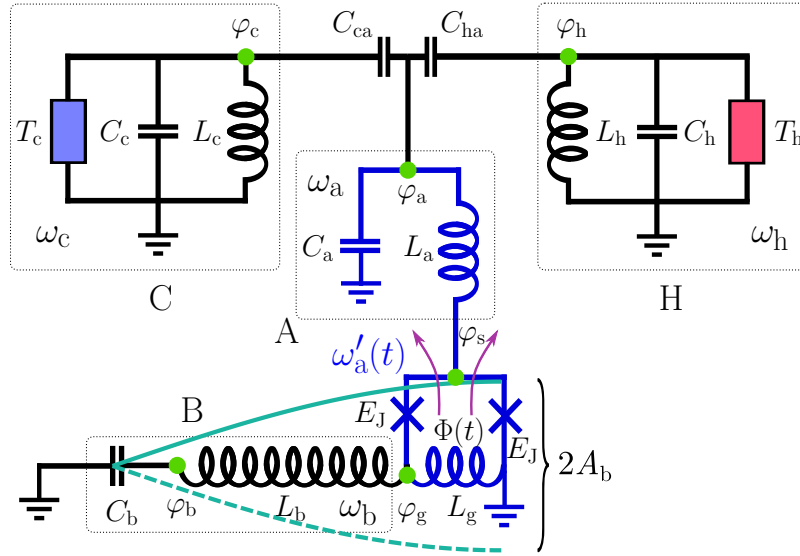 φc Cca Cha φh
Tc Cc Lc Lh Ch Th
ωa φa
ωc Ca La ωh
C H
A
φs
ω′a(t)
B EJ Φ(t) EJ
2Ab
Cb φb Lb ωb φg Lg